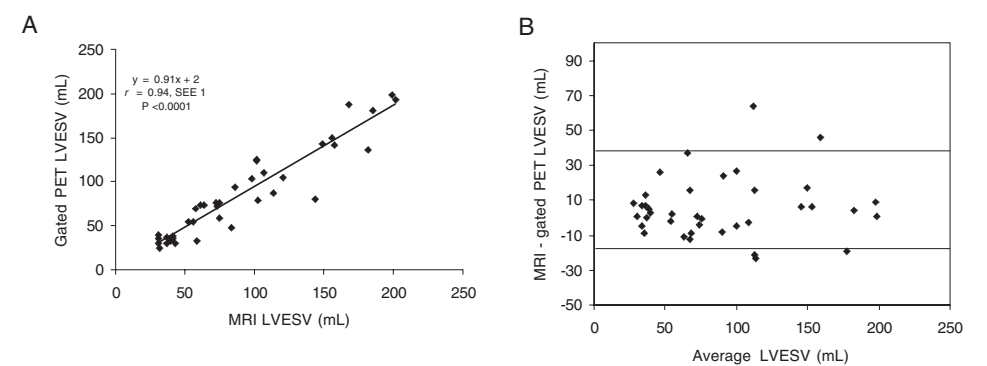 A
250
200
150
100
50
0
y = 0.91x + 2
r = 0.94, SEE 1
P <0.0001
Gated PET LVESV (mL)
0 50 100 150 200 250
MRI LVESV (mL)
B
90
70
50
30
10
-10
-30
-50
MRI - gated PET LVESV (mL)
0 50 100 150 200 250
Average LVESV (mL)